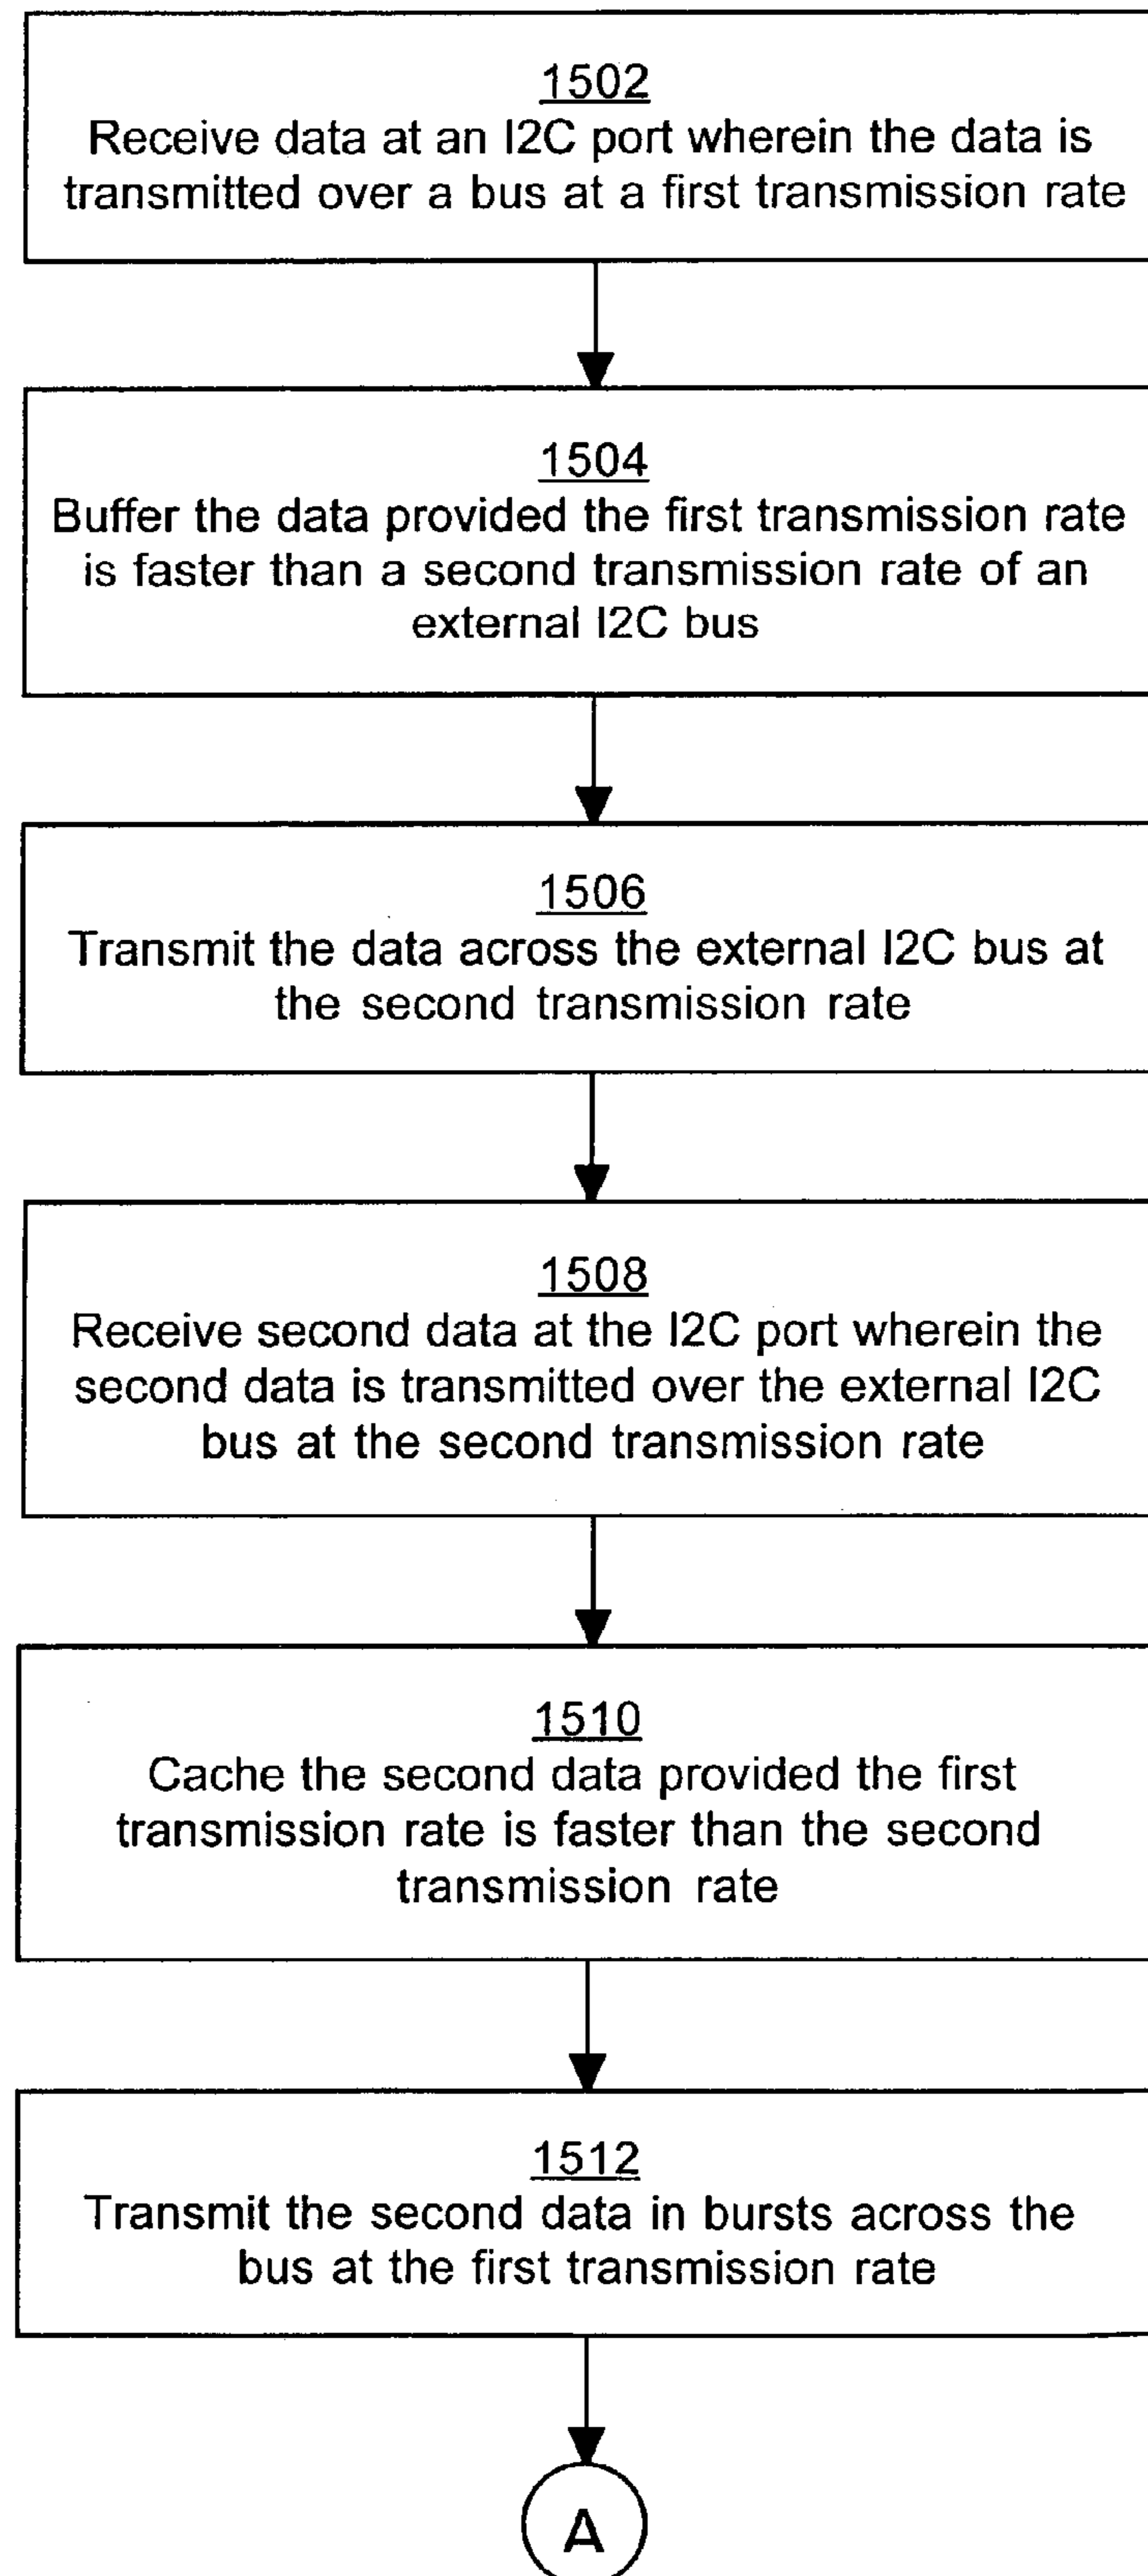 1502
Receive data at an I2C port wherein the data is
transmitted over a bus at a first transmission rate
1504
Buffer the data provided the first transmission rate
is faster than a second transmission rate of an
external I2C bus
1506
Transmit the data across the external I2C bus at
the second transmission rate
1508
Receive second data at the I2C port wherein the
second data is transmitted over the external I2C
bus at the second transmission rate
1510
Cache the second data provided the first
transmission rate is faster than the second
transmission rate
1512
Transmit the second data in bursts across the
bus at the first transmission rate
A